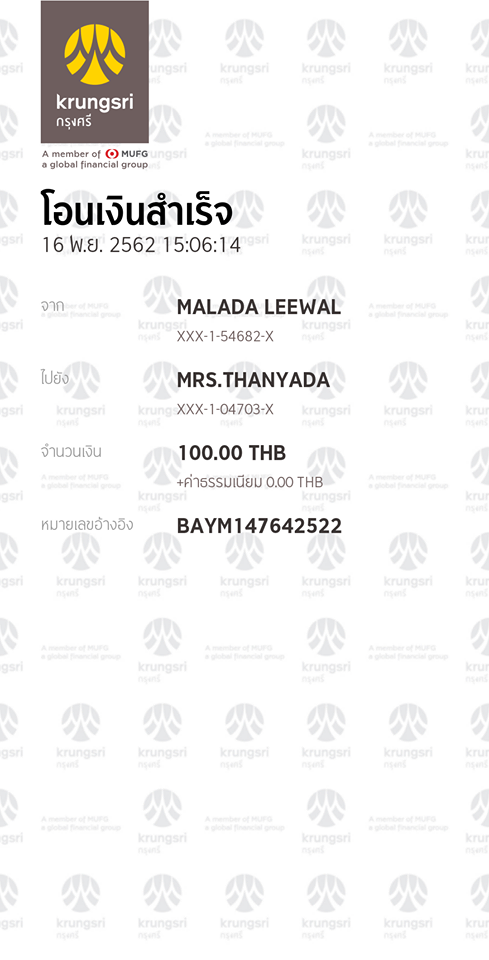 krungsri
กรุงศรี
A member of MUFG
a global financial group
โอนเงินสำเร็จ
16 พ.ย. 2562 15:06:14
จาก MALADA LEEWAL
XXX-1-54682-X
ไปยัง MRS.THANYADA
XXX-1-04703-X
จำนวนเงิน 100.00 THB
+ค่าธรรมเนียม 0.00 THB
หมายเลขอ้างอิง BAYM147642522